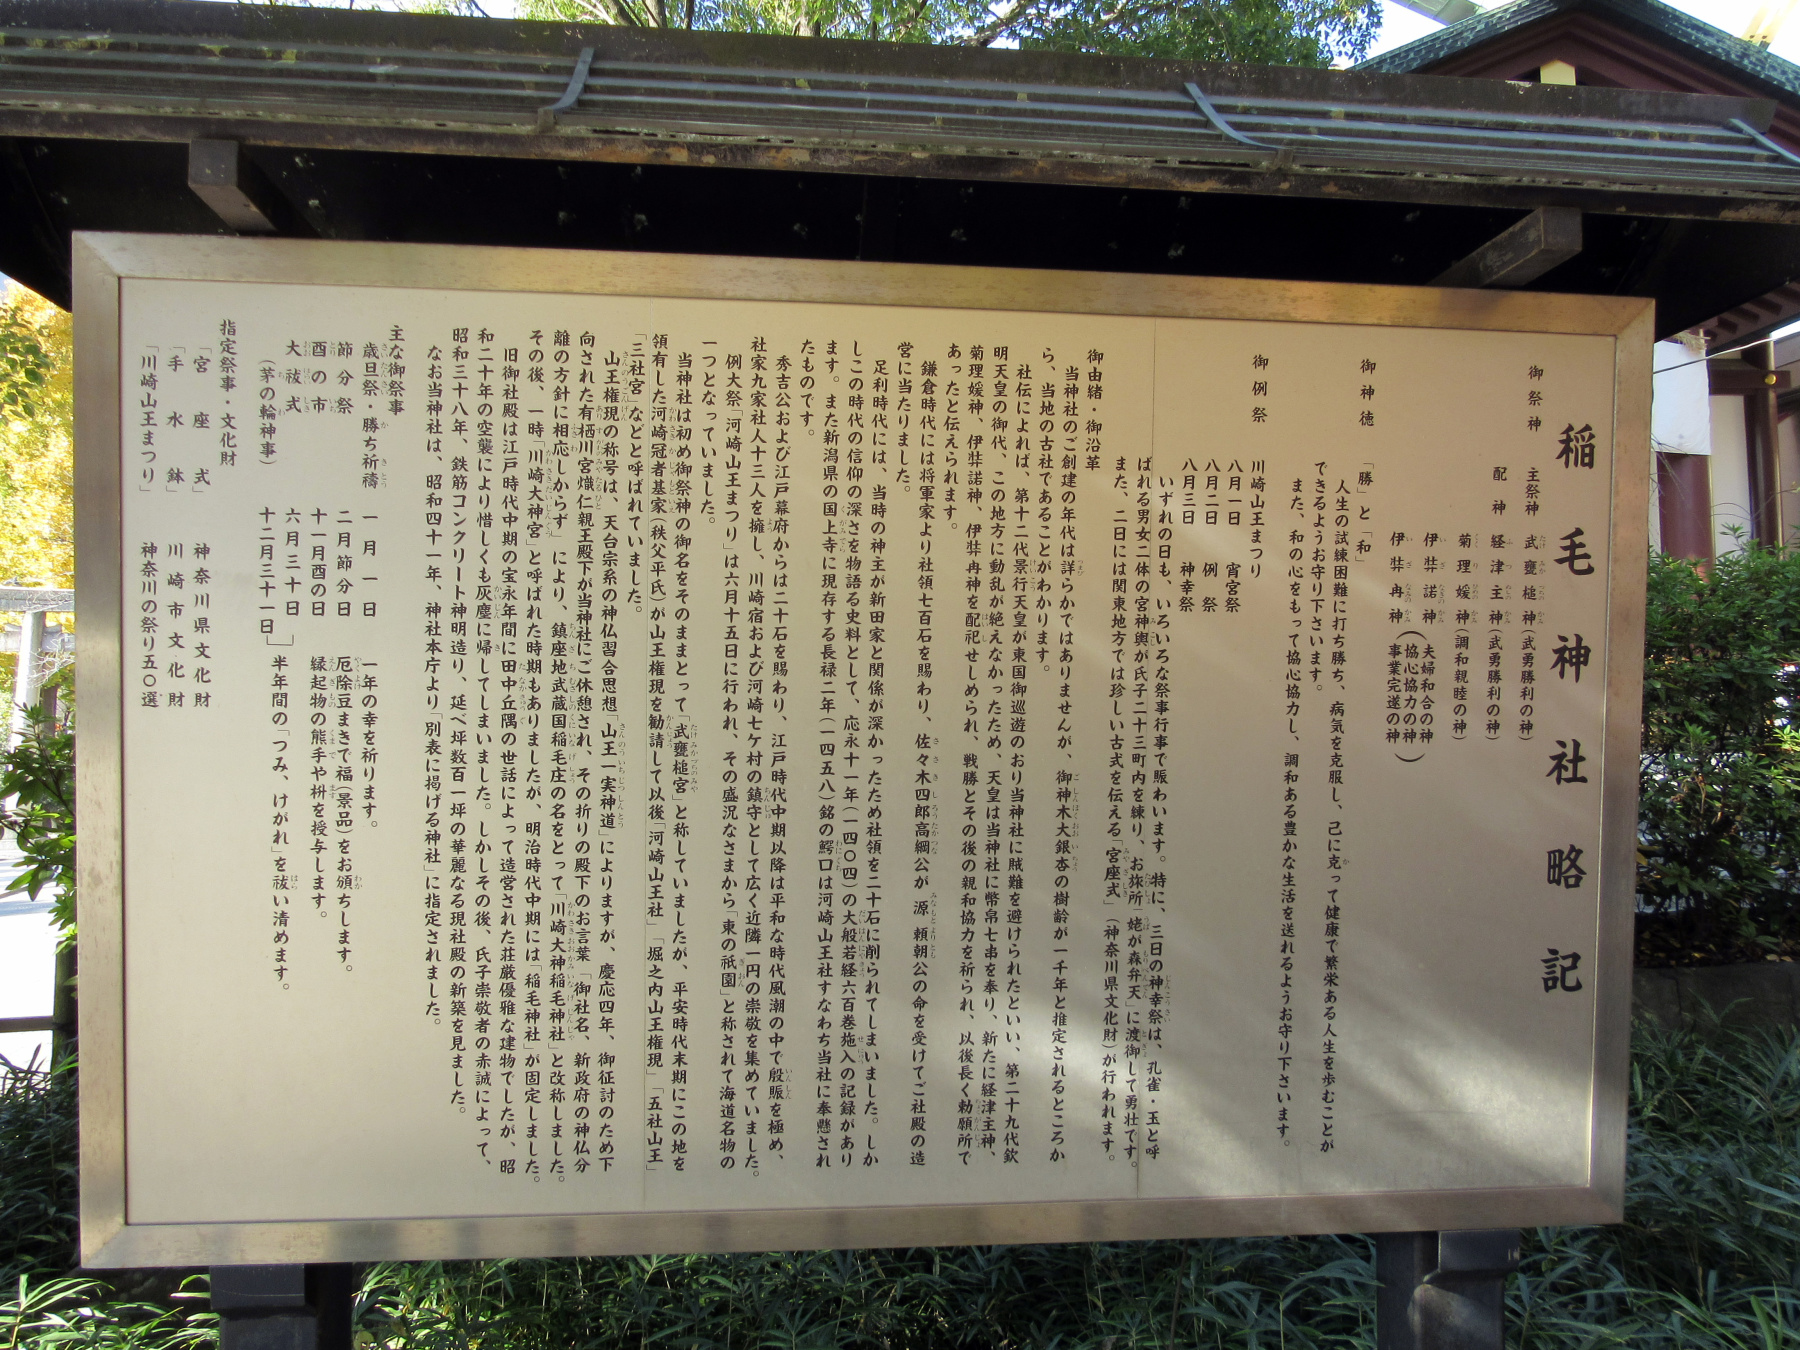 稲毛神社略記
御祭神 主祭神 武甕槌神(武勇勝利の神)
配神 経津主神(武勇勝利の神)
菊理媛神(調和親睦の神)
伊弉諾神
伊弉冉神
(夫婦和合の神
協心協力の神
事業完遂の神)
御神徳 「勝」と「和」
人生の試練困難に打ち勝ち、病気を克服し、己に克って健康で繁栄ある人生を歩むことが
できるようお守り下さいます。
また、和の心をもって協心協力し、調和ある豊かな生活を送れるようお守り下さいます。
御例祭 川崎山王まつり
八月一日 宵宮祭
八月二日 例祭
八月三日 神幸祭
いずれの日も、いろいろな祭事行事で賑わいます。特に、三日の神幸祭は、孔雀・玉と呼
ばれる男女二体の宮神輿が氏子二十三町内を練り、お旅所「姥が森弁天」に渡御して勇壮です。
また、二日には関東地方では珍しい古式を伝える「宮座式」(神奈川県文化財)が行われます。
御由緒・御沿革
当神社のご創建の年代は詳らかではありませんが、御神木大銀杏の樹齢が一千年と推定されるところか
ら、当地の古社であることがわかります。
社伝によれば、第十二代景行天皇が東国御巡遊のおり当神社に賊難を避けられたといい、第二十九代欽
明天皇の御代、この地方に動乱が絶えなかったため、天皇は当神社に幣帛七串を奉り、新たに経津主神、
菊理媛神、伊弉諾神、伊弉冉神を配祀せしめられ、戦勝とその後の親和協力を祈られ、以後長く勅願所で
あったと伝えられます。
鎌倉時代には将軍家より社領七百石を賜わり、佐々木四郎高綱公が源頼朝公の命を受けてご社殿の造
営に当たりました。
足利時代には、当時の神主が新田家と関係が深かったため社領を二十石に削られてしまいました。しか
しこの時代の信仰の深さを物語る史料として、応永十一年(一四〇四)の大般若経六百巻施入の記録があり
ます。また新潟県の国上寺に現存する長禄二年(一四五八)銘の鰐口は河崎山王社すなわち当社に奉懸され
たものです。
秀吉公および江戸幕府からは二十石を賜わり、江戸時代中期以降は平和な時代風潮の中で殷賑を極め、
社家九家社人十三人を擁し、川崎宿および河崎七ケ村の鎮守として広く近隣一円の崇敬を集めていました。
例大祭「河崎山王まつり」は六月十五日に行われ、その盛況なさまから「東の祇園」と称されて海道名物の
一つとなっていました。
当神社は初め御祭神の御名をそのままとって「武甕槌宮」と称していましたが、平安時代末期にこの地を
領有した河崎冠者基家(秩父平氏)が山王権現を勧請して以後「河崎山王社」「堀之内山王権現」「五社山王」
「三社宮」などと呼ばれていました。
山王権現の称号は、天台宗系の神仏習合思想「山王一実神道」によりますが、慶応四年、御征討のため下
向された有栖川宮熾仁親王殿下が当神社にご休憩され、その折りの殿下のお言葉「御社名、新政府の神仏分
離の方針に相応しからず」により、鎮座地武蔵国稲毛庄の名をとって「川崎大神稲毛神社」と改称しました。
その後、一時「川崎大神宮」と呼ばれた時期もありましたが、明治時代中期には「稲毛神社」が固定しました。
旧御社殿は江戸時代中期の宝永年間に田中丘隅の世話によって造営された荘厳優雅な建物でしたが、昭
和二十年の空襲により惜しくも灰塵に帰してしまいました。しかしその後、氏子崇敬者の赤誠によって、
昭和三十八年、鉄筋コンクリート神明造り、延べ坪数百一坪の華麗なる現社殿の新築を見ました。
なお当神社は、昭和四十一年、神社本庁より「別表に掲げる神社」に指定されました。
主な御祭事
歳旦祭・勝ち祈禱 一月一日 一年の幸を祈ります。
節分祭 二月節分日 厄除豆まきで福(景品)をお頒ちします。
酉の市 十一月酉の日 縁起物の熊手や枡を授与します。
大祓式 六月三十日
(茅の輪神事) 十二月三十一日 半年間の「つみ、けがれ」を祓い清めます。
指定祭事・文化財
「宮座式」 神奈川県文化財
「手水鉢」 川崎市文化財
「川崎山王まつり」 神奈川の祭り五〇選